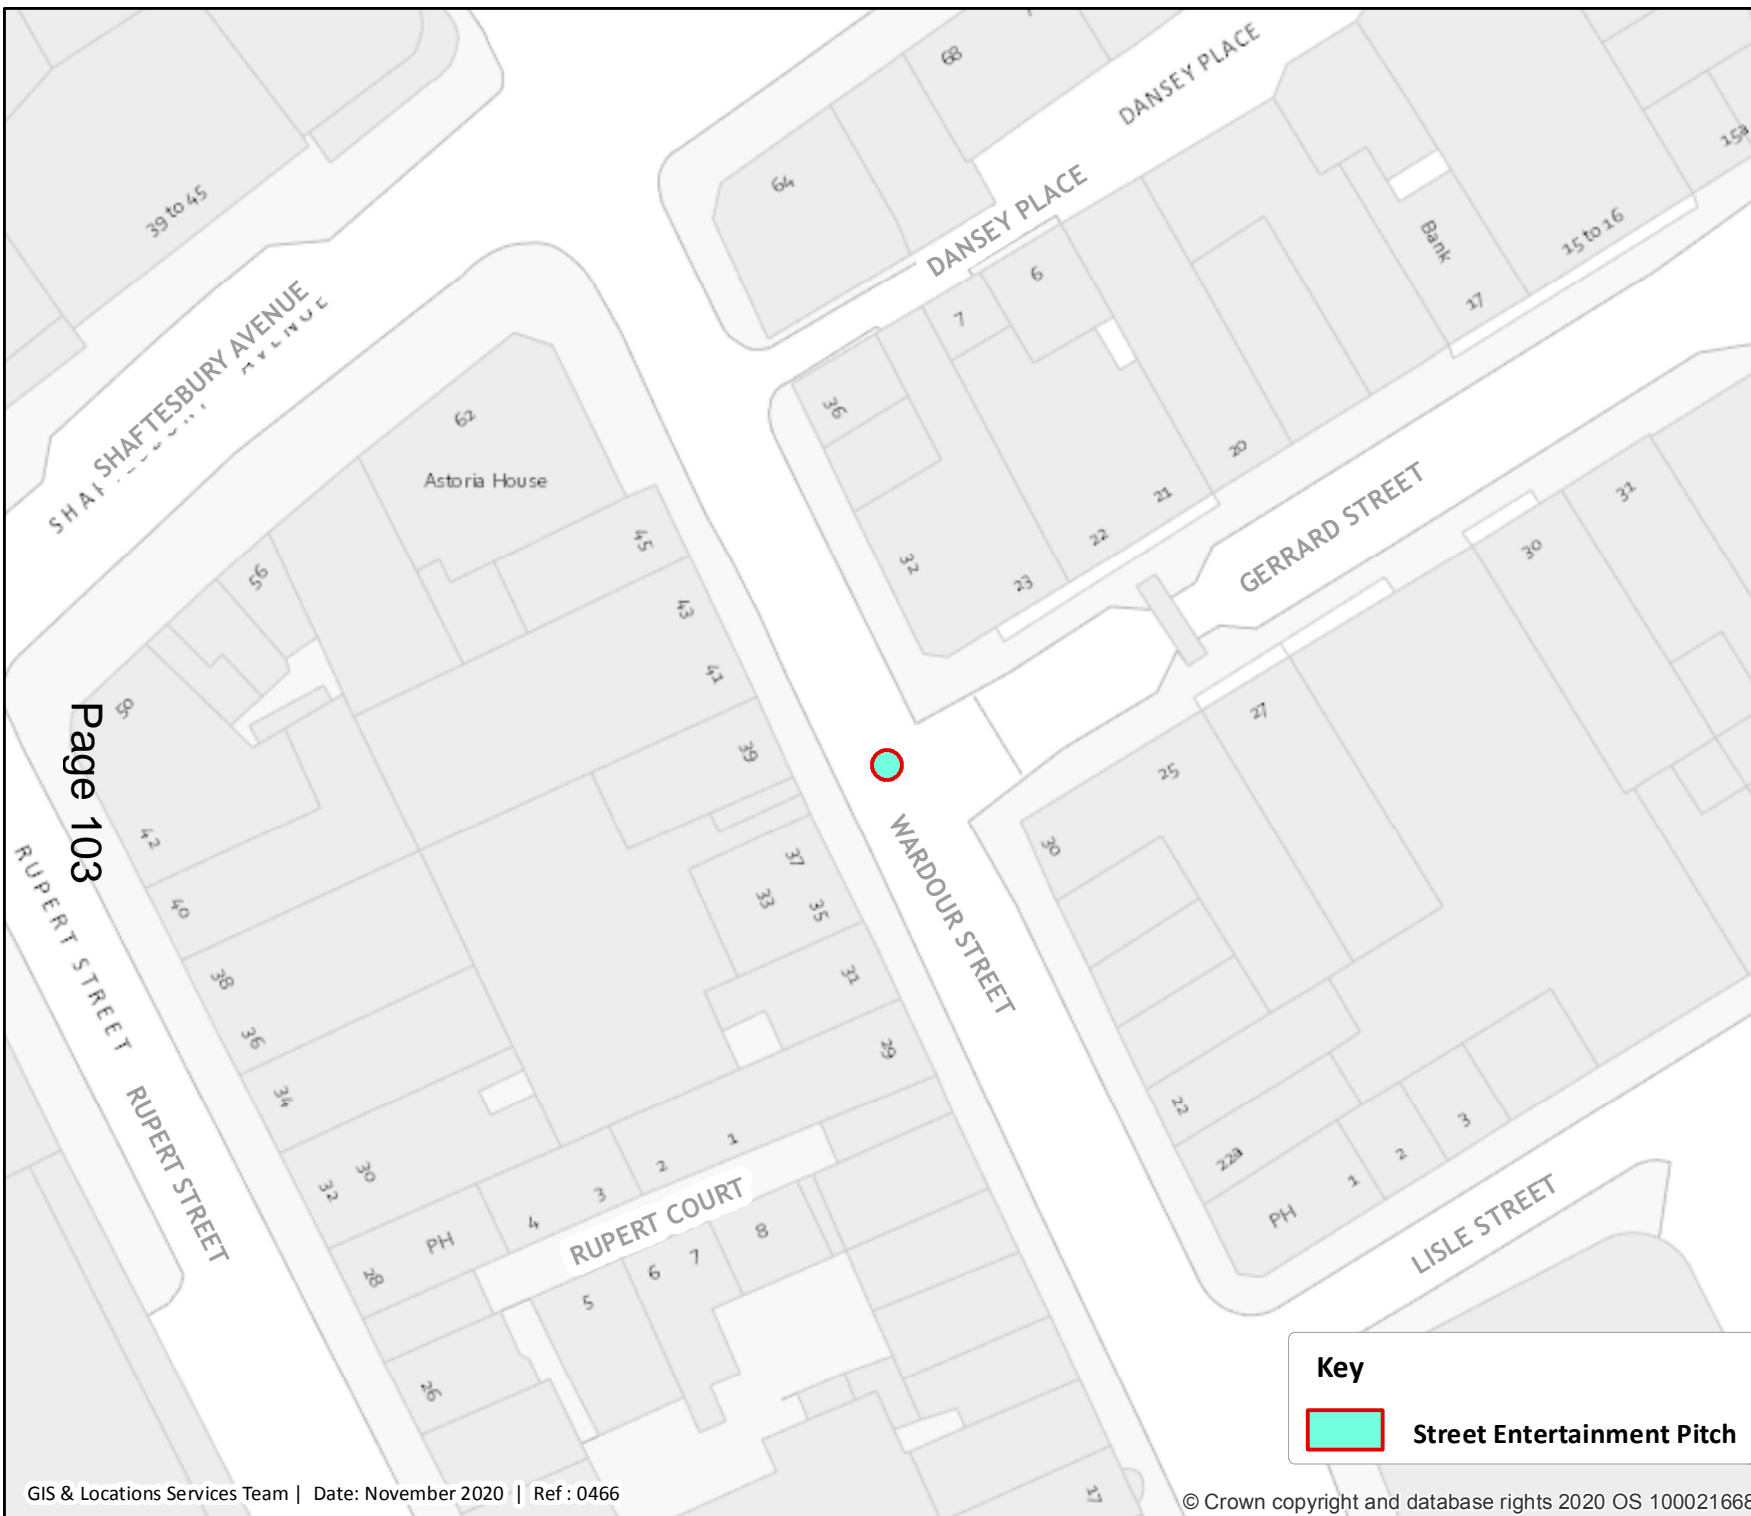 68
DANSEY PLACE
64
39 to 45
15a
DANSEY PLACE
Bank
15 to 16
6
7
17
SHAFTESBURY AVENUE
36
62
Astoria House
20
21
22
23
32
GERRARD STREET
31
30
45
43
41
56
50
39
27
25
30
Page 103
42
40
38
36
34
32
30
28
26
37
33
35
31
29
WARDOUR STREET
RUPERT STREET
RUPERT STREET
22
22a
PH
1
2
3
LISLE STREET
1
2
3
4
PH
RUPERT COURT
5
6
7
8
17
Key
Street Entertainment Pitch
GIS & Locations Services Team | Date: November 2020 | Ref : 0466
© Crown copyright and database rights 2020 OS 100021668